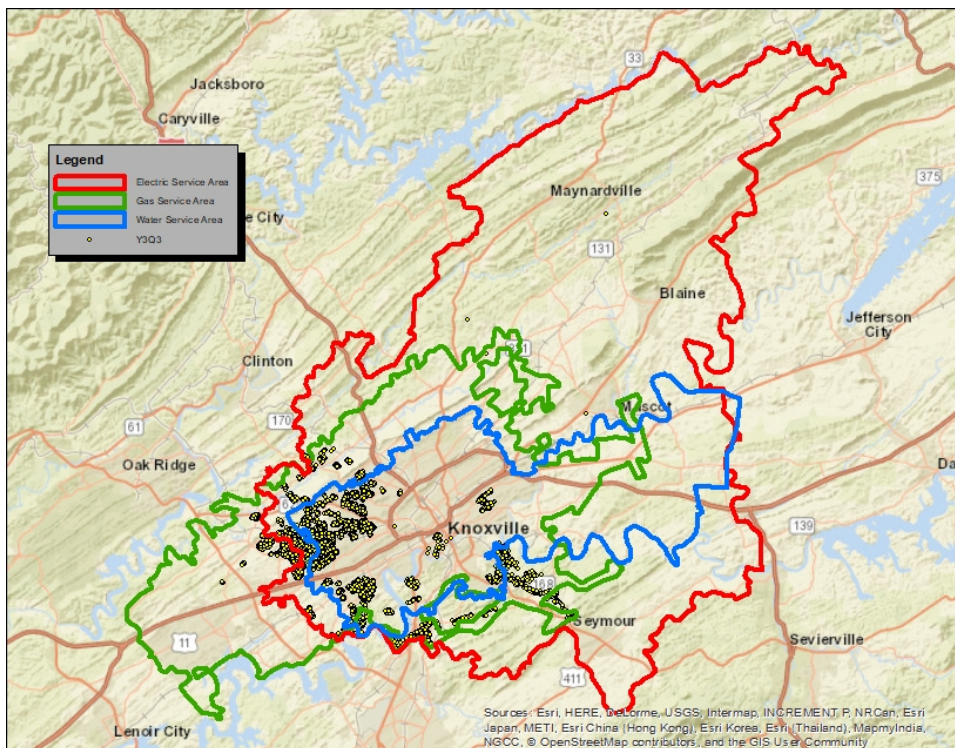 33
Jacksboro
Caryville
Legend
Electric Service Area
Gas Service Area
Water Service Area
Y3Q3
e City
Maynardville
375
131
Blaine
Jefferson
City
Clinton
Mascot
170
61
Oak Ridge
62
Da
Knoxville
139
168
Seymour
11
Sevierville
411
Lenoir City
Sources: Esri, HERE, DeLorme, USGS, Intermap, INCREMENT P, NRCan, Esri
Japan, METI, Esri China (Hong Kong), Esri Korea, Esri (Thailand), MapmyIndia,
NGCC, © OpenStreetMap contributors, and the GIS User Community